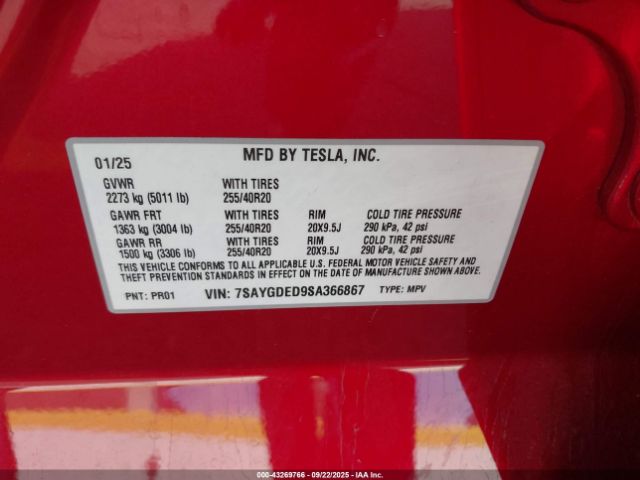 01/25 MFD BY TESLA, INC.
GVWR WITH TIRES
2273 kg (5011 lb) 255/40R20
GAWR FRT WITH TIRES RIM COLD TIRE PRESSURE
1363 kg (3004 lb) 255/40R20 20X9.5J 290 kPa, 42 psi
GAWR RR WITH TIRES RIM COLD TIRE PRESSURE
1500 kg (3306 lb) 255/40R20 20X9.5J 290 kPa, 42 psi
THIS VEHICLE CONFORMS TO ALL APPLICABLE U.S. FEDERAL MOTOR VEHICLE SAFETY AND
THEFT PREVENTION STANDARDS IN EFFECT ON THE DATE OF MANUFACTURE SHOWN ABOVE.
PNT: PR01 VIN: 7SAYGDED9SA366867 TYPE: MPV
000-43269766 - 09/22/2025 - IAA Inc.